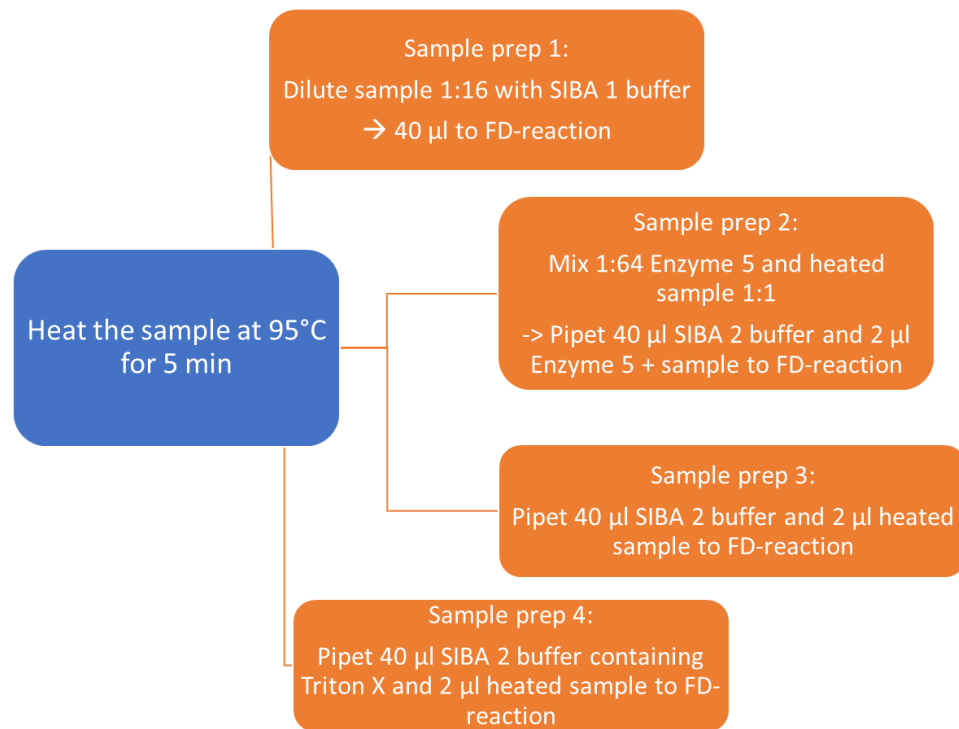 Sample prep 1:
Dilute sample 1:16 with SIBA 1 buffer
→ 40 µl to FD-reaction
Heat the sample at 95°C
for 5 min
Sample prep 2:
Mix 1:64 Enzyme 5 and heated
sample 1:1
-> Pipet 40 µl SIBA 2 buffer and 2 µl
Enzyme 5 + sample to FD-reaction
Sample prep 3:
Pipet 40 µl SIBA 2 buffer and 2 µl heated
sample to FD-reaction
Sample prep 4:
Pipet 40 µl SIBA 2 buffer containing
Triton X and 2 µl heated sample to FD-
reaction